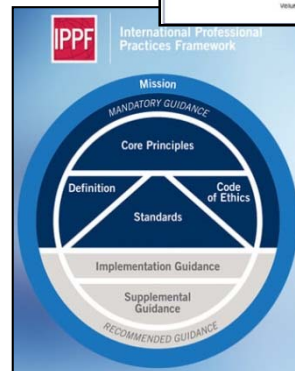 IPPF
International Professional
Practices Framework
Mission
MANDATORY GUIDANCE
Core Principles
Definition
Code
of Ethics
Standards
Implementation Guidance
Supplemental
Guidance
RECOMMENDED GUIDANCE